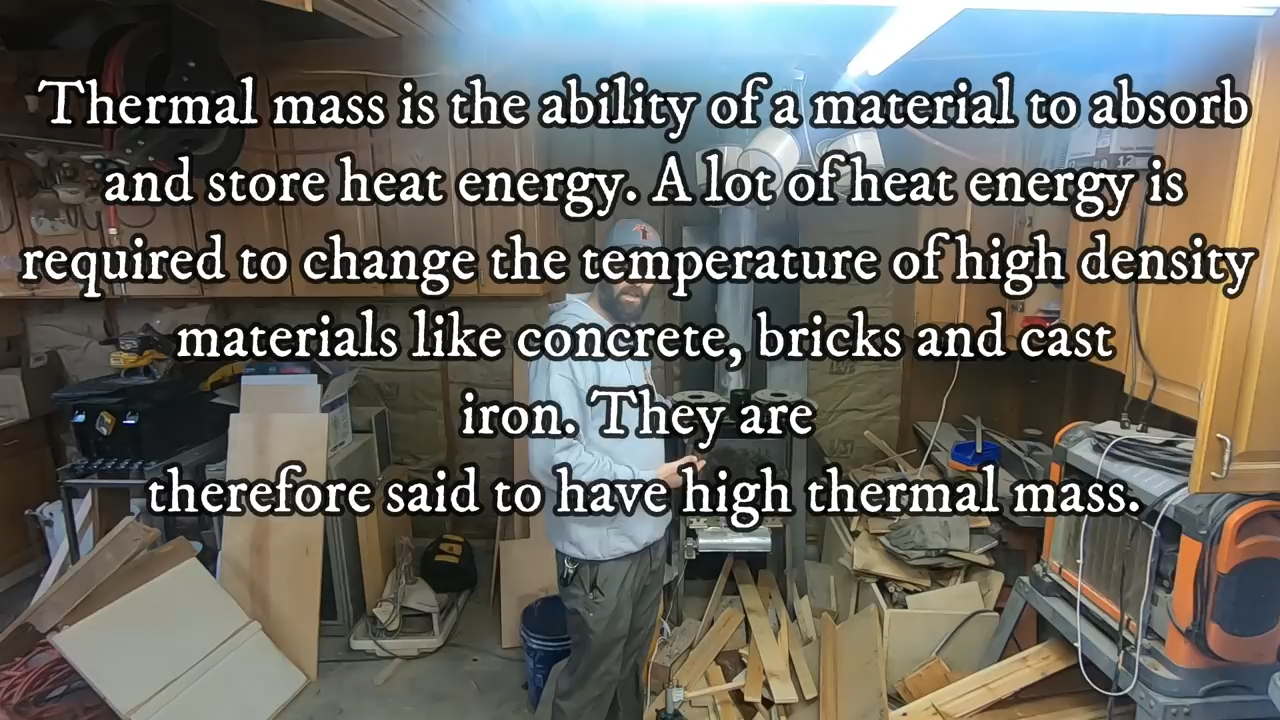 Thermal mass is the ability of a material to absorb
and store heat energy. A lot of heat energy is
required to change the temperature of high density
materials like concrete, bricks and cast
iron. They are
therefore said to have high thermal mass.